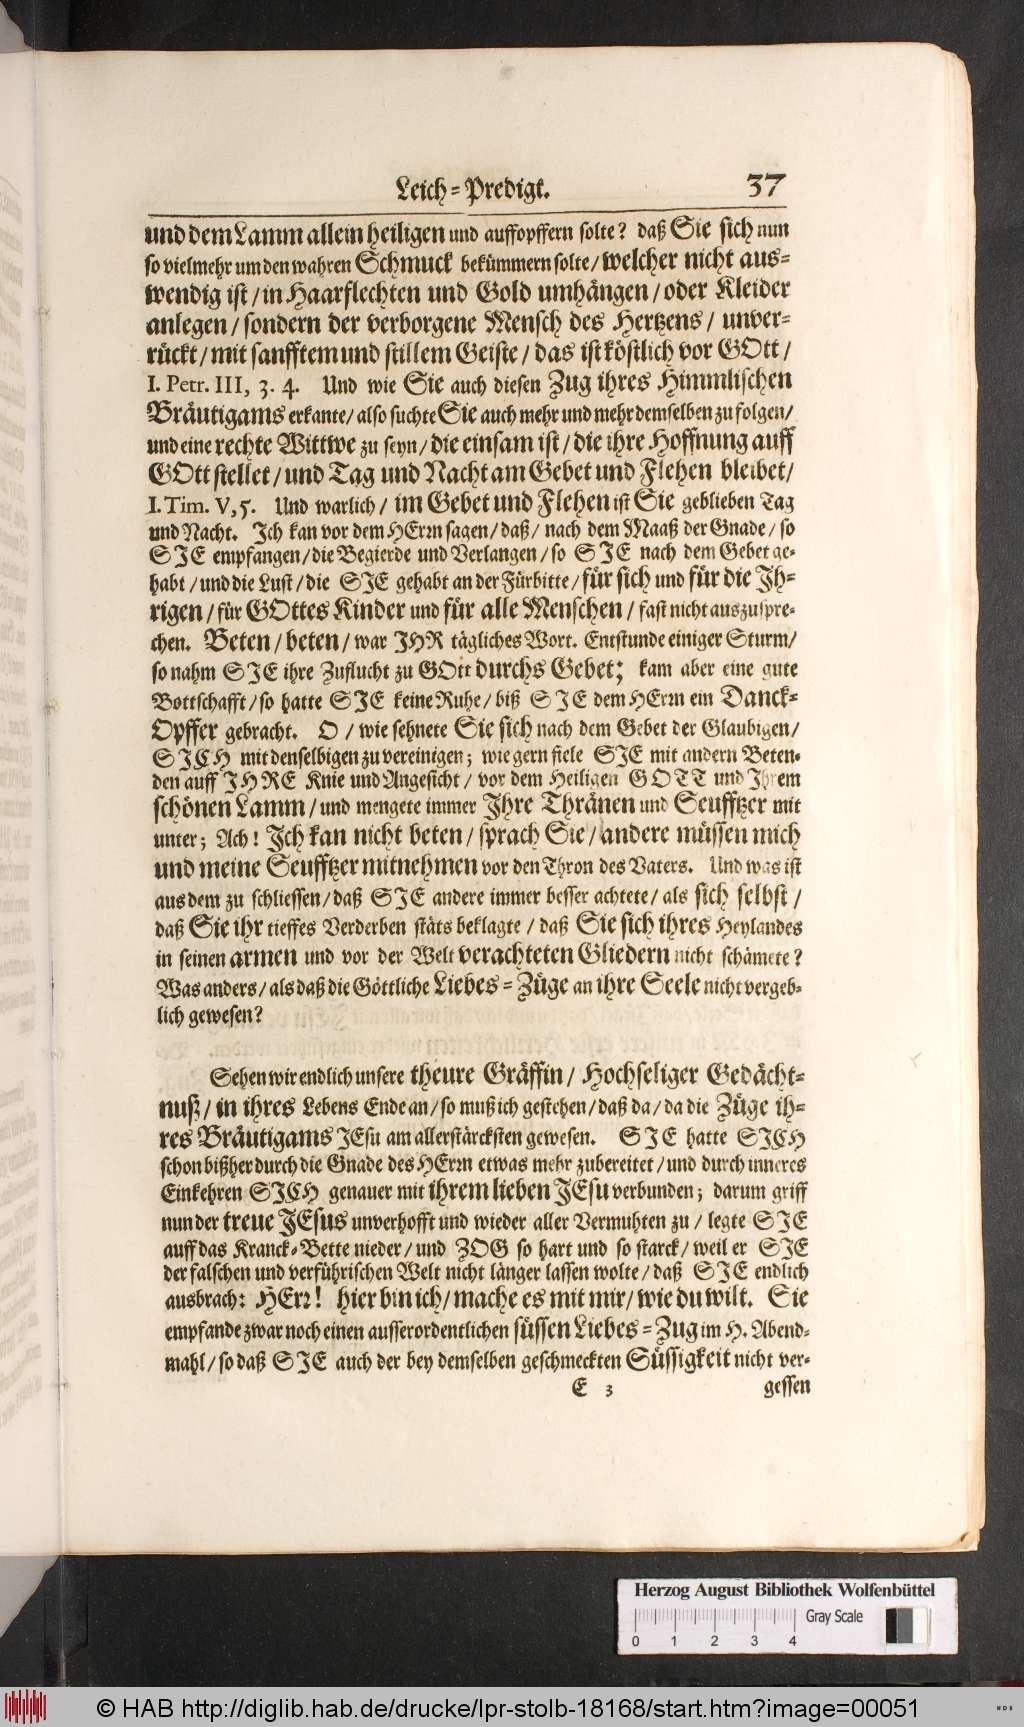 Leich-Predigt. 37
und dem Lamm allein heiligen und auffopffern solte? daß Sie sich nun
so vielmehr um den wahren Schmuck bekümmern solte/ welcher nicht aus-
wendig ist/ in Haarflechten und Gold umhängen/ oder Kleider
anlegen/ sondern der verborgene Mensch des Hertzens/ unver-
rückt/ mit sanfftem und stillem Geiste/ das ist köstlich vor GOtt/
I. Petr. III, 3. 4. Und wie Sie auch diesen Zug ihres Himmlischen
Bräutigams erkante/ also suchte Sie auch mehr und mehr demselben zu folgen/
und eine rechte Wittwe zu seyn/ die einsam ist/ die ihre Hoffnung auff
GOtt stellet/ und Tag und Nacht am Gebet und Flehen bleibet/
I. Tim. V, 5. Und warlich/ im Gebet und Flehen ist Sie geblieben Tag
und Nacht. Ich kan vor dem HErrn sagen/ daß/ nach dem Maaß der Gnade/ so
SIE empfangen/ die Begierde und Verlangen/ so SIE nach dem Gebet ge-
habt/ und die Lust/ die SIE gehabt an der Fürbitte/ für sich und für die Ih-
rigen/ für GOttes Kinder und für alle Menschen/ fast nicht auszuspre-
chen. Beten/ beten/ war IHR tägliches Wort. Entstunde einiger Sturm/
so nahm SIE ihre Zuflucht zu GOtt durchs Gebet; kam aber eine gute
Bottschafft/ so hatte SIE keine Ruhe/ biß SIE dem HErrn ein Danck-
Opffer gebracht. O/ wie sehnete Sie sich nach dem Gebet der Glaubigen/
SICH mit denselbigen zu vereinigen; wie gern fiele SIE mit andern Beten-
den auff IHRE Knie und Angesicht/ vor dem Heiligen GOTT und Ihrem
schönen Lamm/ und mengete immer Ihre Thränen und Seufftzer mit
unter; Ach! Ich kan nicht beten/ sprach Sie/ andere müssen mich
und meine Seufftzer mitnehmen vor den Thron des Vaters. Und was ist
aus dem zu schliessen/ daß SIE andere immer besser achtete/ als sich selbst/
daß Sie ihr tieffes Verderben stäts beklagte/ daß Sie sich ihres Heylandes
in seinen armen und vor der Welt verachteten Gliedern nicht schämete?
Was anders/ als daß die Göttliche Liebes-Züge an ihre Seele nicht vergeb-
lich gewesen?
Sehen wir endlich unsere theure Gräffin/ Hochseliger Gedächt-
nuß/ in ihres Lebens Ende an/ so muß ich gestehen/ daß da/ da die Züge ih-
res Bräutigams JEsu am allerstärcksten gewesen. SIE hatte SICH
schon bißher durch die Gnade des HErrn etwas mehr zubereitet/ und durch inneres
Einkehren SICH genauer mit ihrem lieben JEsu verbunden; darum griff
nun der treue JEsus unverhofft und wieder aller Vermuhten zu/ legte SIE
auff das Kranck-Bette nieder/ und ZOG so hart und so starck/ weil er SIE
der falschen und verführischen Welt nicht länger lassen wolte/ daß SIE endlich
ausbrach: HErr! hier bin ich/ mache es mit mir/ wie du wilt. Sie
empfande zwar noch einen ausserordentlichen süssen Liebes-Zug im H. Abend-
mahl/ so daß SIE auch der bey demselben geschmeckten Süssigkeit nicht ver-
E 3 gessen
Herzog August Bibliothek Wolfenbüttel
Gray Scale
0 1 2 3 4
© HAB http://diglib.hab.de/drucke/lpr-stolb-18168/start.htm?image=00051